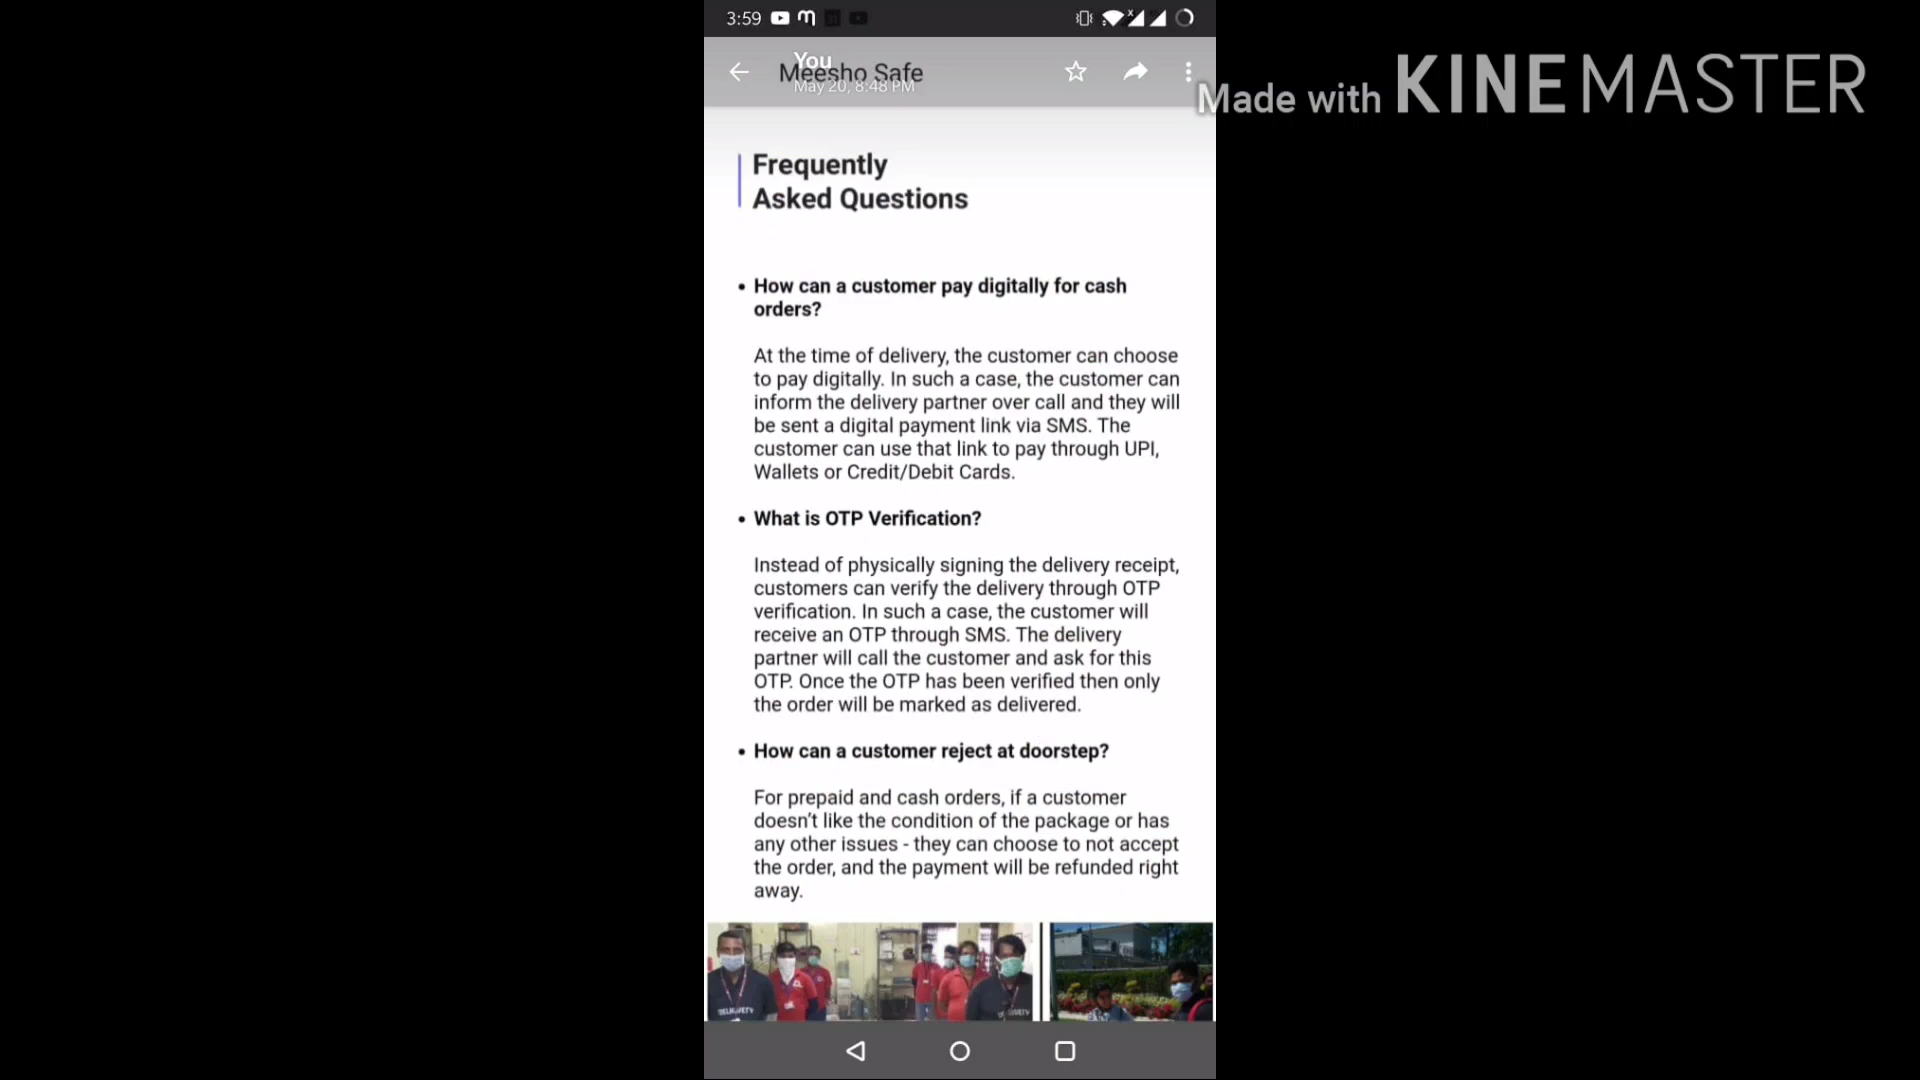 3:59
You
Meesho Safe
May 20, 8:48 PM
Made with KINEMASTER
Frequently
Asked Questions
• How can a customer pay digitally for cash
orders?
At the time of delivery, the customer can choose
to pay digitally. In such a case, the customer can
inform the delivery partner over call and they will
be sent a digital payment link via SMS. The
customer can use that link to pay through UPI,
Wallets or Credit/Debit Cards.
• What is OTP Verification?
Instead of physically signing the delivery receipt,
customers can verify the delivery through OTP
verification. In such a case, the customer will
receive an OTP through SMS. The delivery
partner will call the customer and ask for this
OTP. Once the OTP has been verified then only
the order will be marked as delivered.
• How can a customer reject at doorstep?
For prepaid and cash orders, if a customer
doesn't like the condition of the package or has
any other issues - they can choose to not accept
the order, and the payment will be refunded right
away.